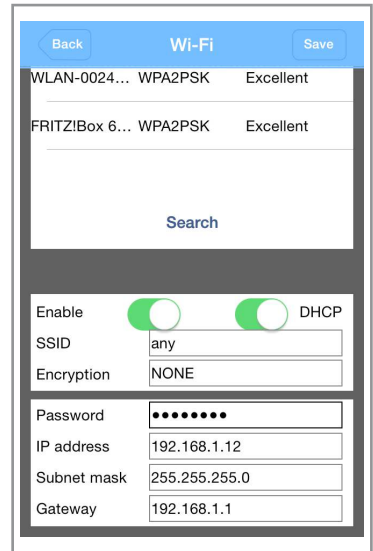 Back Wi-Fi Save
WLAN-0024... WPA2PSK Excellent
FRITZ!Box 6... WPA2PSK Excellent
Search
Enable DHCP
SSID any
Encryption NONE
Password ●●●●●●●●
IP address 192.168.1.12
Subnet mask 255.255.255.0
Gateway 192.168.1.1